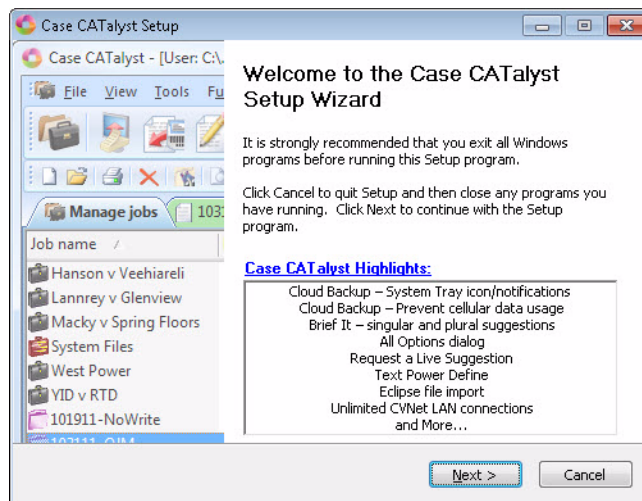 Case CATalyst Setup
Case CATalyst - [User: C:\.
File View Tools Fu
Manage jobs 103
Job name
Hanson v Veehiareli
Lannrey v Glenview
Macky v Spring Floors
System Files
West Power
YID v RTD
101911-NoWrite
Welcome to the Case CATalyst
Setup Wizard
It is strongly recommended that you exit all Windows
programs before running this Setup program.
Click Cancel to quit Setup and then close any programs you
have running. Click Next to continue with the Setup
program.
Case CATalyst Highlights:
Cloud Backup – System Tray icon/notifications
Cloud Backup – Prevent cellular data usage
Brief It – singular and plural suggestions
All Options dialog
Request a Live Suggestion
Text Power Define
Eclipse file import
Unlimited CVNet LAN connections
and More...
Next >
Cancel